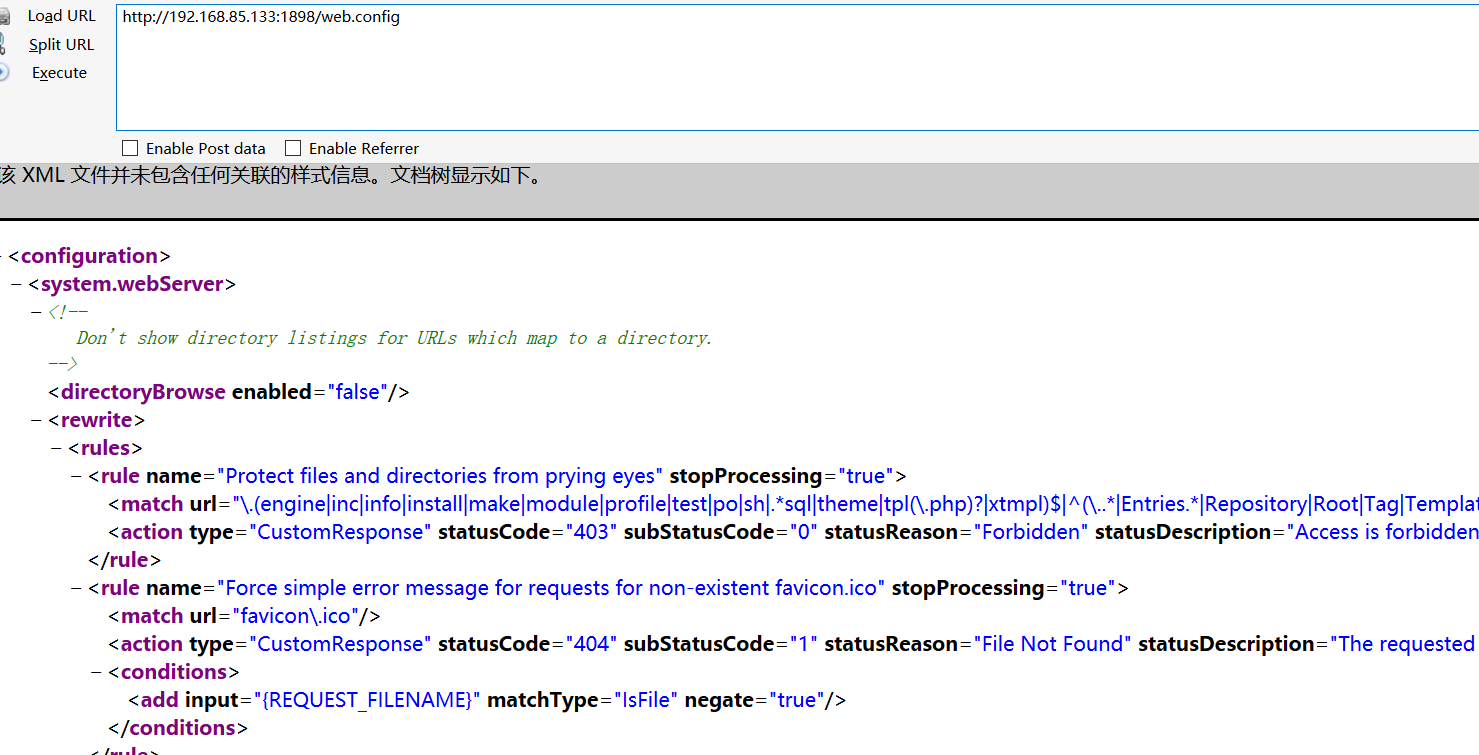 Load URL
http://192.168.85.133:1898/web.config
Split URL
Execute
Enable Post data
Enable Referrer
该 XML 文件并未包含任何关联的样式信息。文档树显示如下。
- <configuration>
– <system.webServer>
– <!--
Don't show directory listings for URLs which map to a directory.
-->
<directoryBrowse enabled="false"/>
– <rewrite>
– <rules>
– <rule name="Protect files and directories from prying eyes" stopProcessing="true">
<match url="\.(engine|inc|info|install|make|module|profile|test|po|sh|.*sql|theme|tpl(\.php)?|xtmpl)$|^(\..*|Entries.*|Repository|Root|Tag|Templat
<action type="CustomResponse" statusCode="403" subStatusCode="0" statusReason="Forbidden" statusDescription="Access is forbidden
</rule>
– <rule name="Force simple error message for requests for non-existent favicon.ico" stopProcessing="true">
<match url="favicon\.ico"/>
<action type="CustomResponse" statusCode="404" subStatusCode="1" statusReason="File Not Found" statusDescription="The requested
– <conditions>
<add input="{REQUEST_FILENAME}" matchType="IsFile" negate="true"/>
</conditions>
</rule>